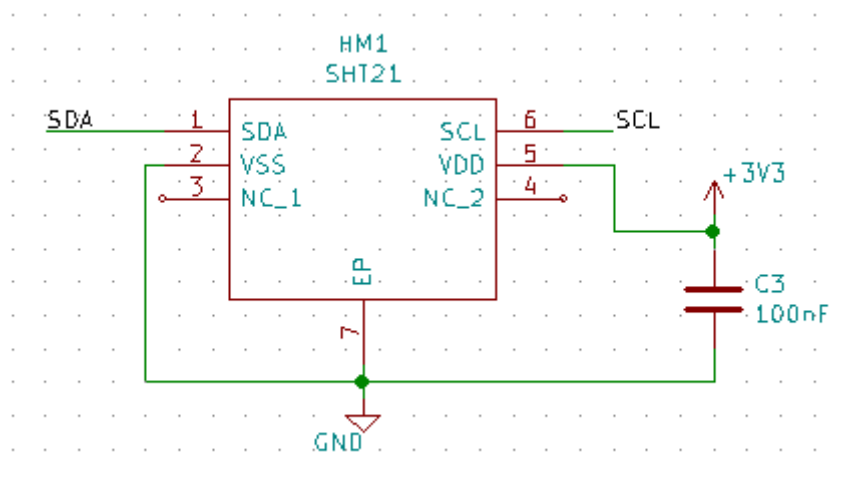 HM1
SHT21
SDA 1 SDA SCL 6 SCL
2 VSS VDD 5
3 NC_1 NC_2 4
+3V3
EP
C3
100nF
7
GND